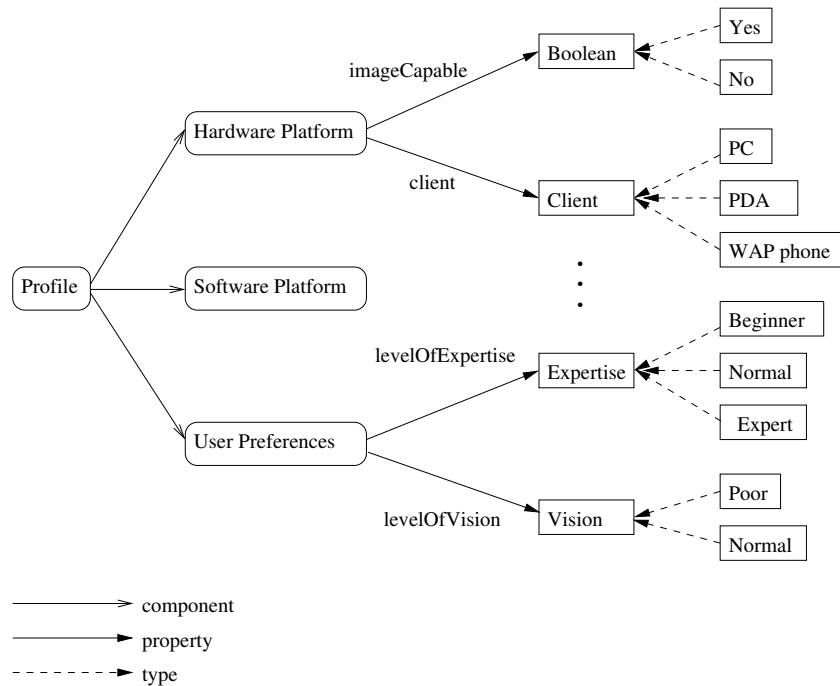 Yes
Boolean
imageCapable
No
Hardware Platform
PC
client
Client
PDA
WAP phone
Profile
Software Platform
Beginner
levelOfExpertise
Expertise
Normal
Expert
User Preferences
Poor
levelOfVision
Vision
Normal
component
property
type